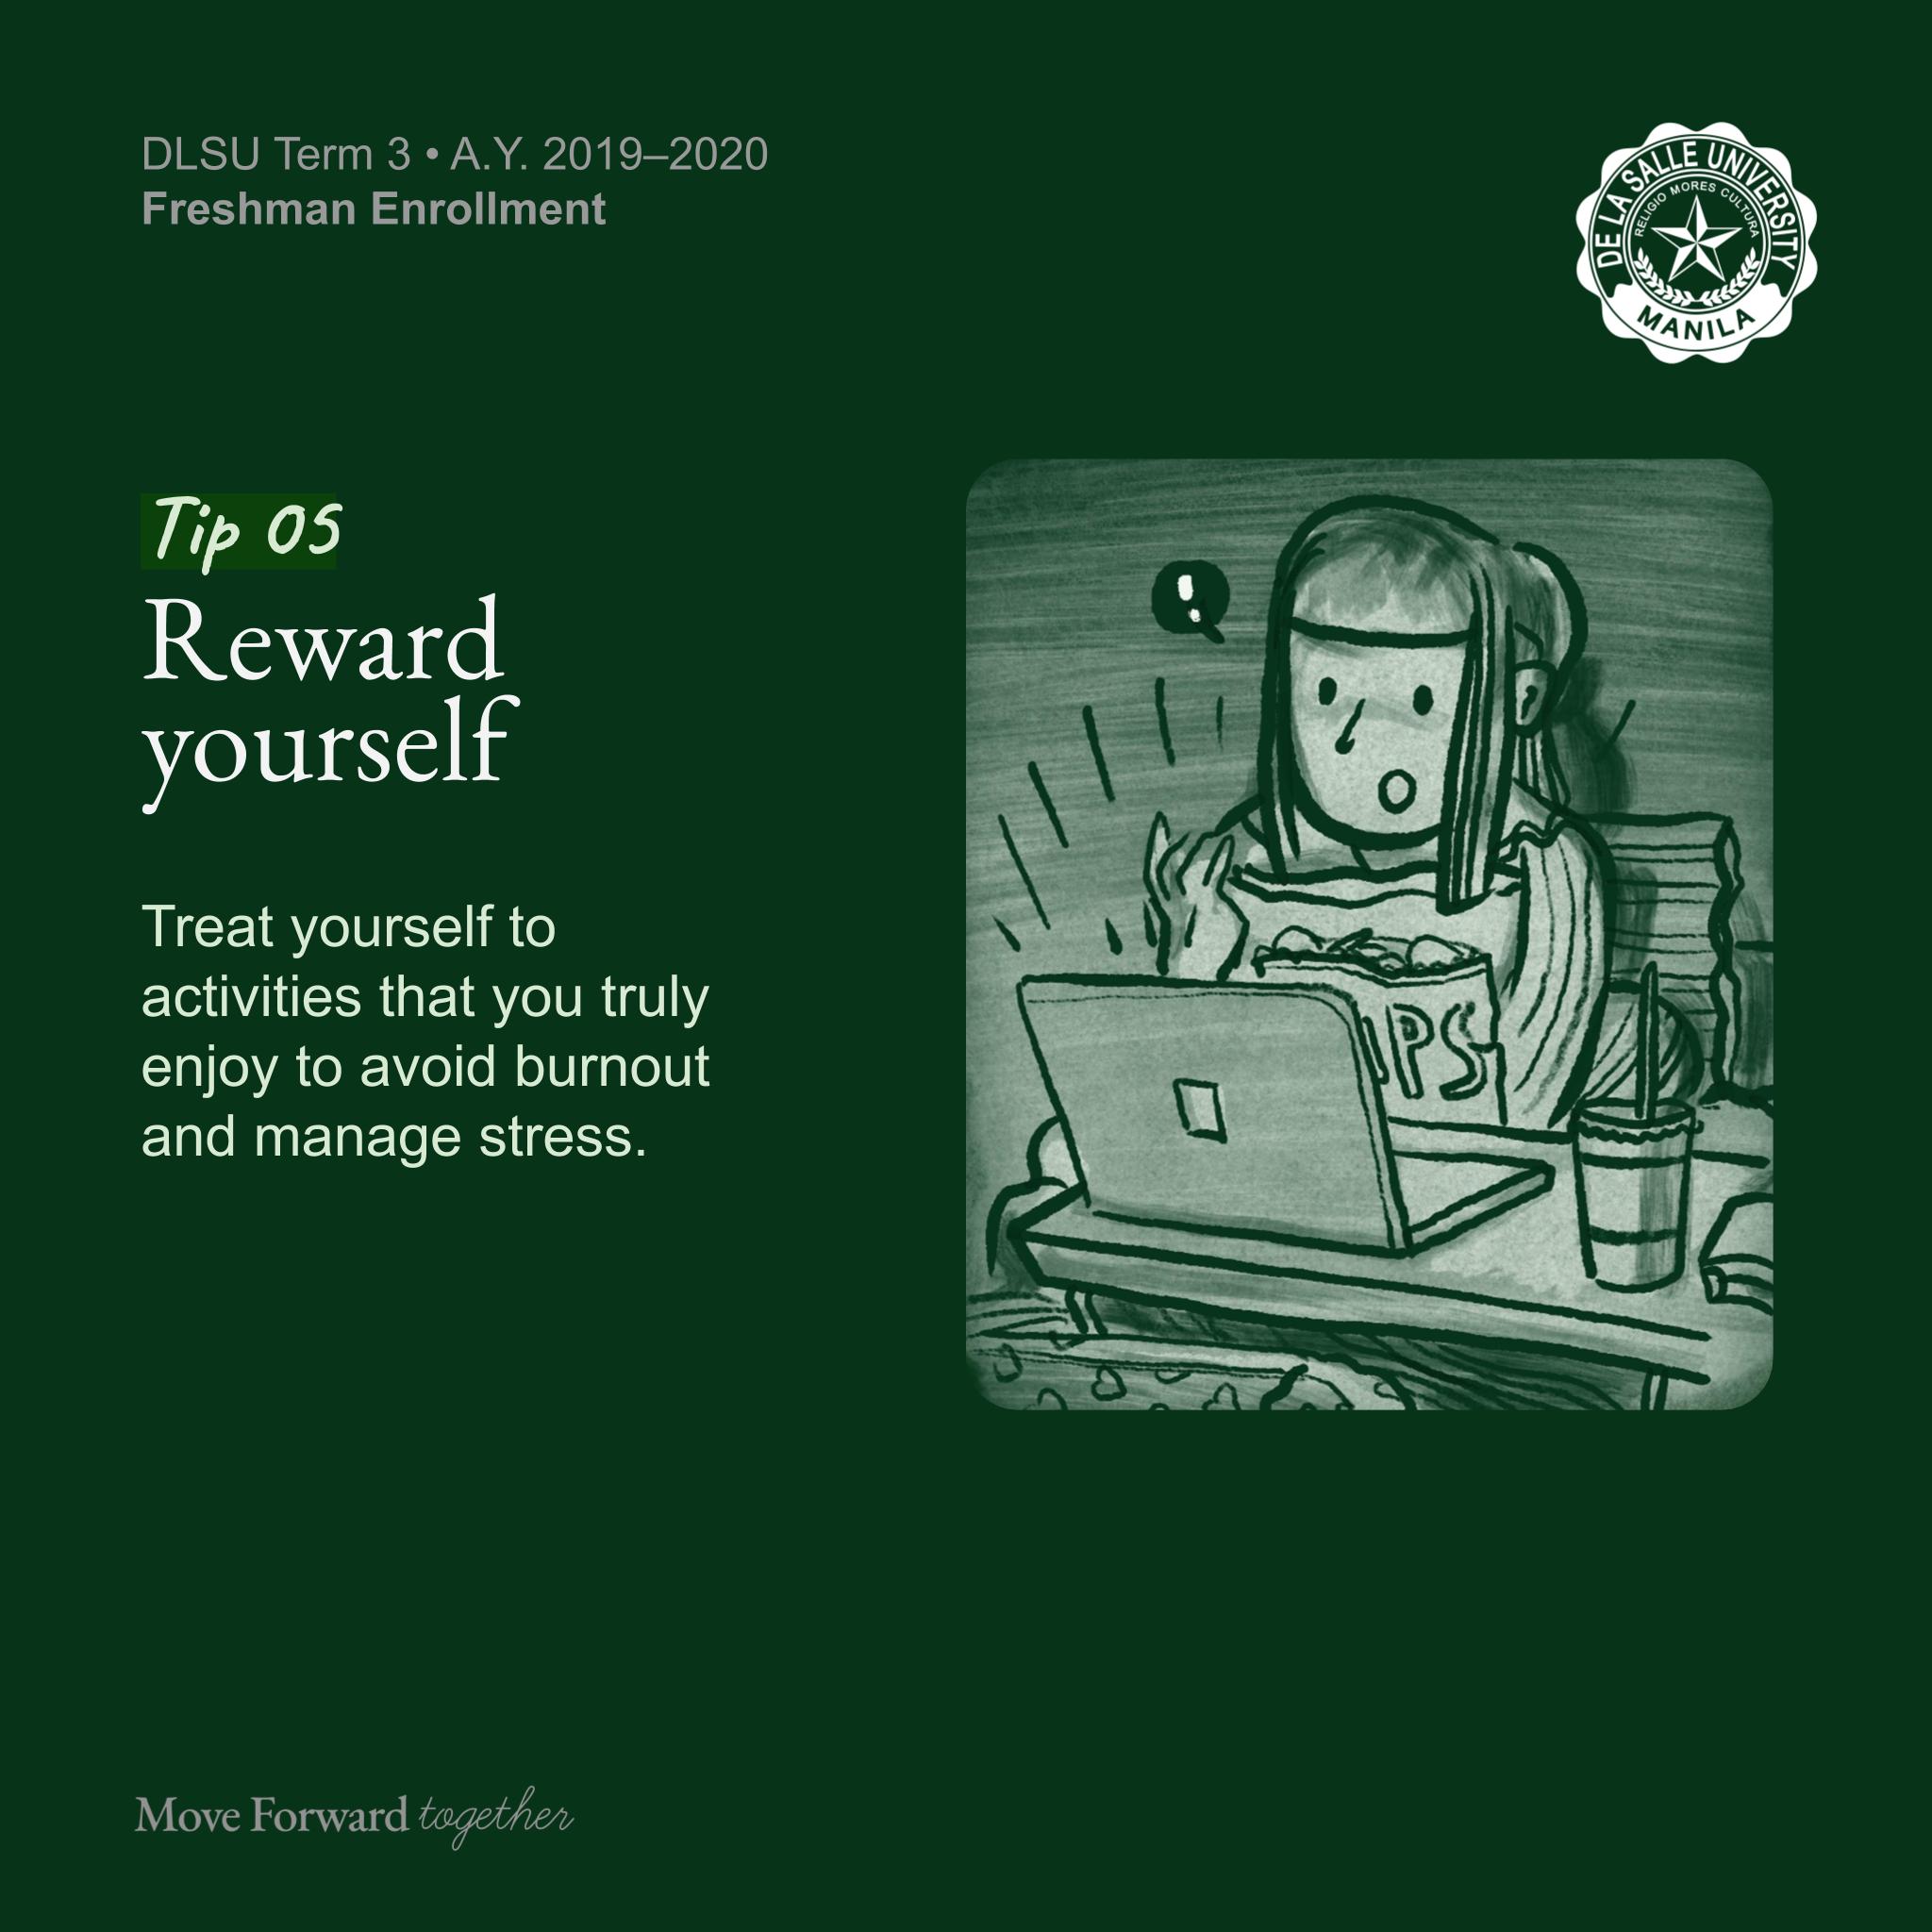 DLSU Term 3 • A.Y. 2019–2020
Freshman Enrollment
DE LA SALLE UNIVERSITY
RELIGIO MORES CULTURA
MANILA
Tip 05
Reward
yourself
Treat yourself to
activities that you truly
enjoy to avoid burnout
and manage stress.
!
IPS
Move Forward together